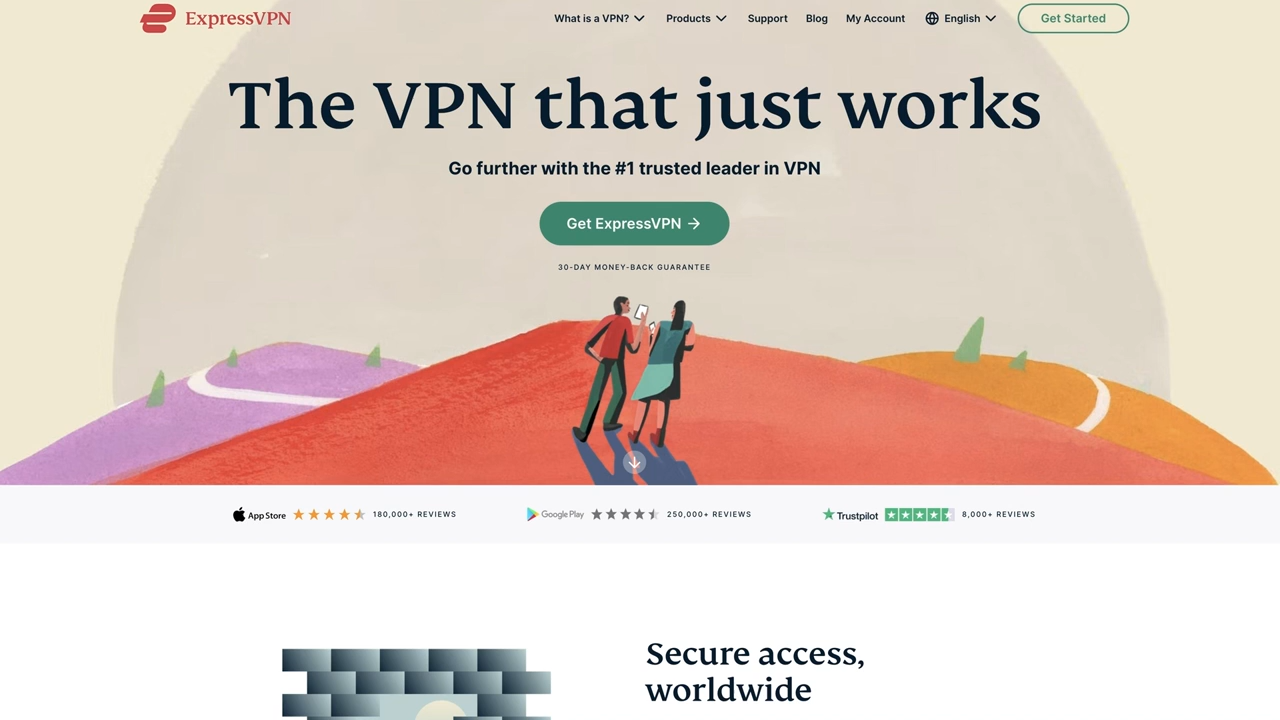 ExpressVPN
What is a VPN?
Products
Support
Blog
My Account
English
Get Started
The VPN that just works
Go further with the #1 trusted leader in VPN
Get ExpressVPN →
30-DAY MONEY-BACK GUARANTEE
App Store 180,000+ REVIEWS
Google Play 250,000+ REVIEWS
Trustpilot 8,000+ REVIEWS
Secure access,
worldwide